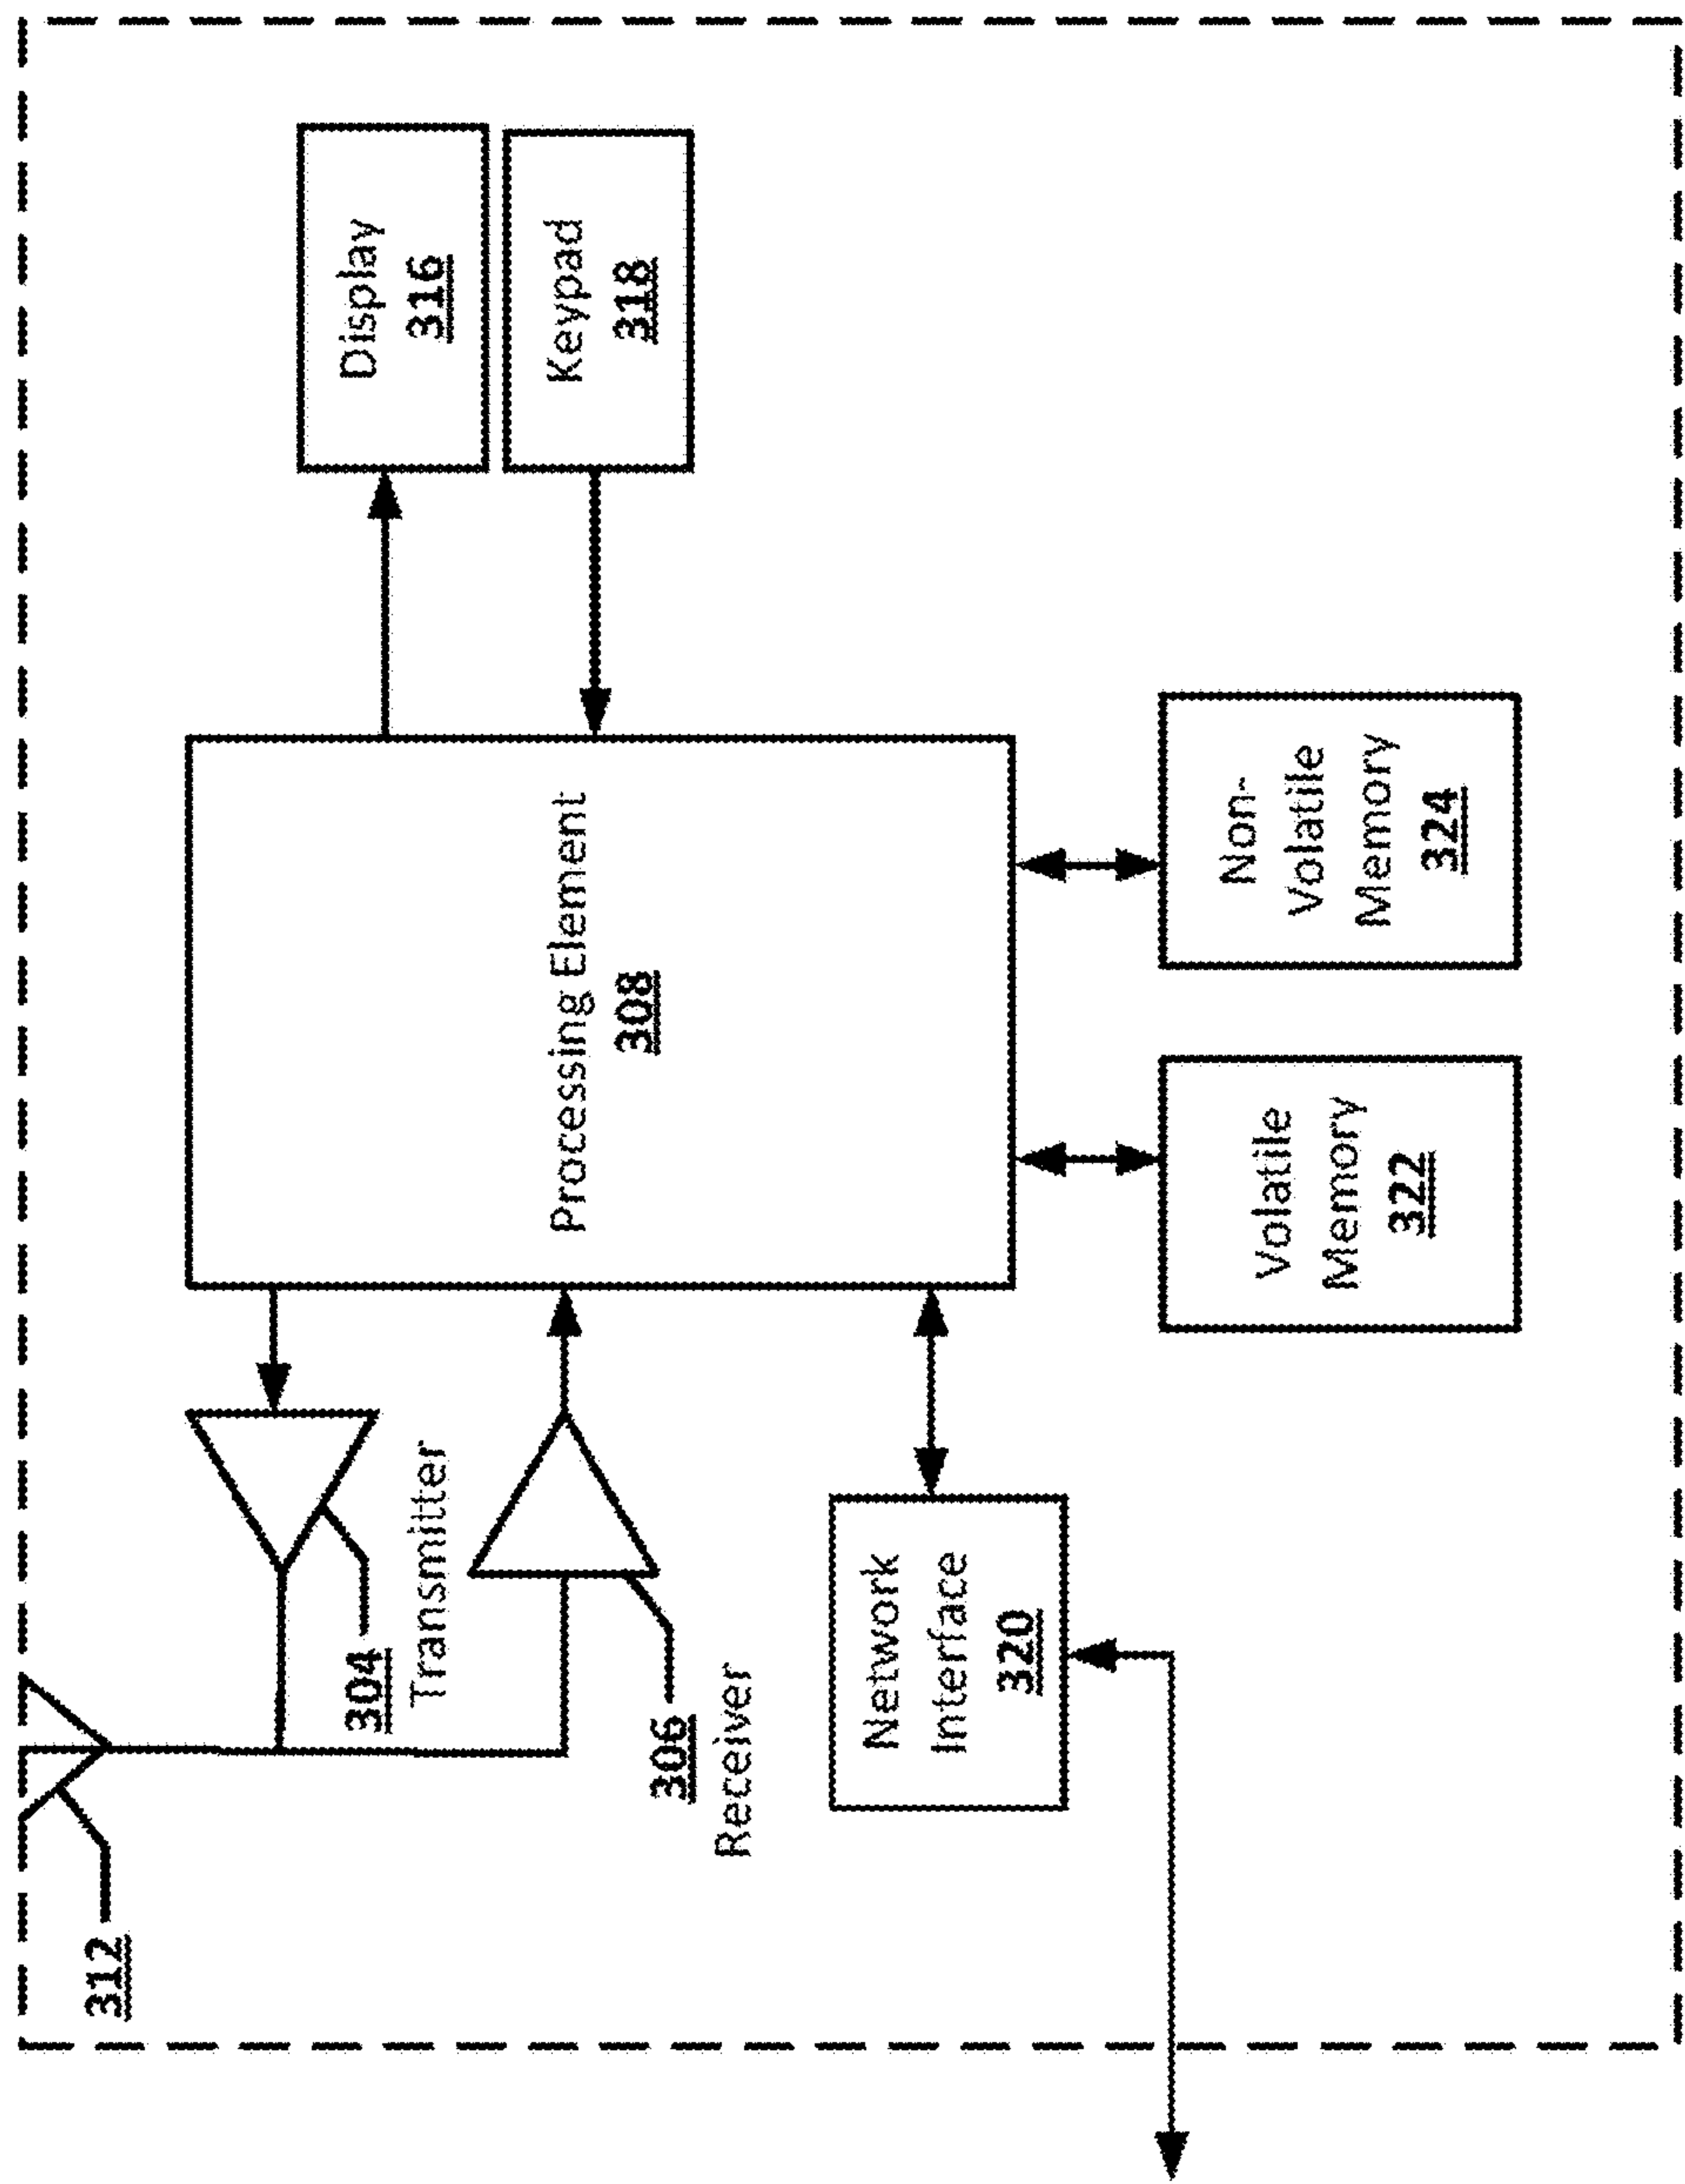 312
304
Transmitter
306
Receiver
Network
Interface
320
Processing Element
308
Display
316
Keypad
318
Volatile
Memory
322
Non-
Volatile
Memory
324